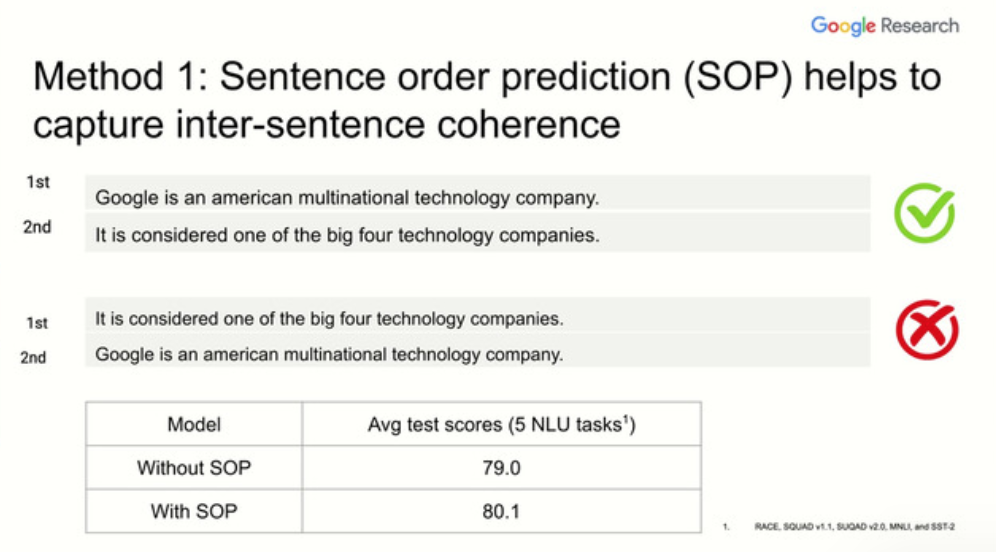 Google Research
Method 1: Sentence order prediction (SOP) helps to
capture inter-sentence coherence
1st
Google is an american multinational technology company.
2nd
It is considered one of the big four technology companies.
1st
It is considered one of the big four technology companies.
2nd
Google is an american multinational technology company.
Model Avg test scores (5 NLU tasks¹)
Without SOP 79.0
With SOP 80.1
1. RACE, SQUAD v1.1, SUQAD v2.0, MNLI, and SST-2